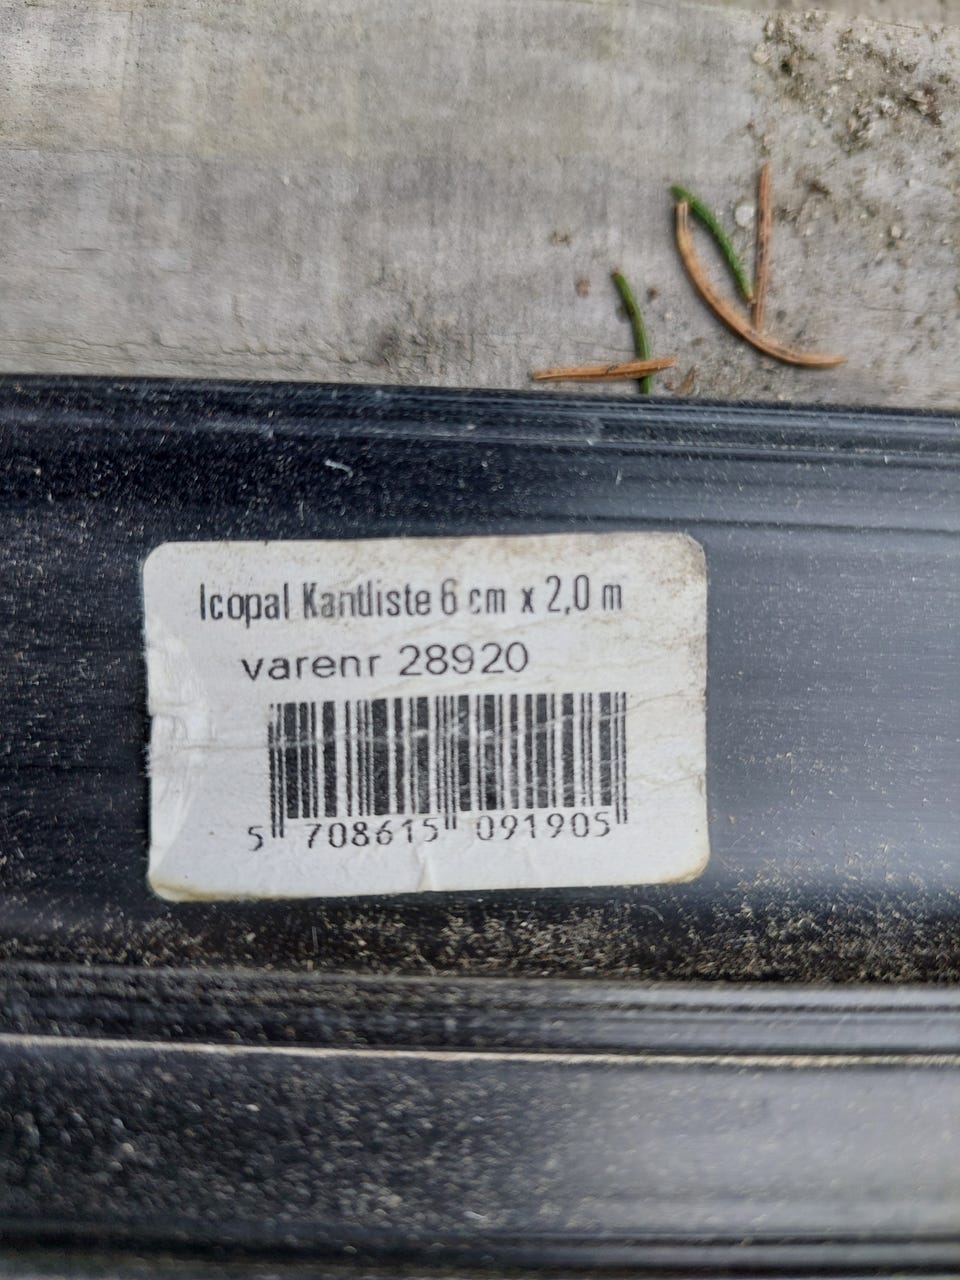 Icopal Kantliste 6 cm x 2,0 m
varenr 28920
5 708615 091905